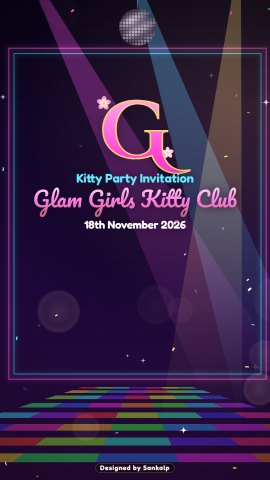 G
Kitty Party Invitation
Glam Girls Kitty Club
18th November 2026
Designed by Sankalp